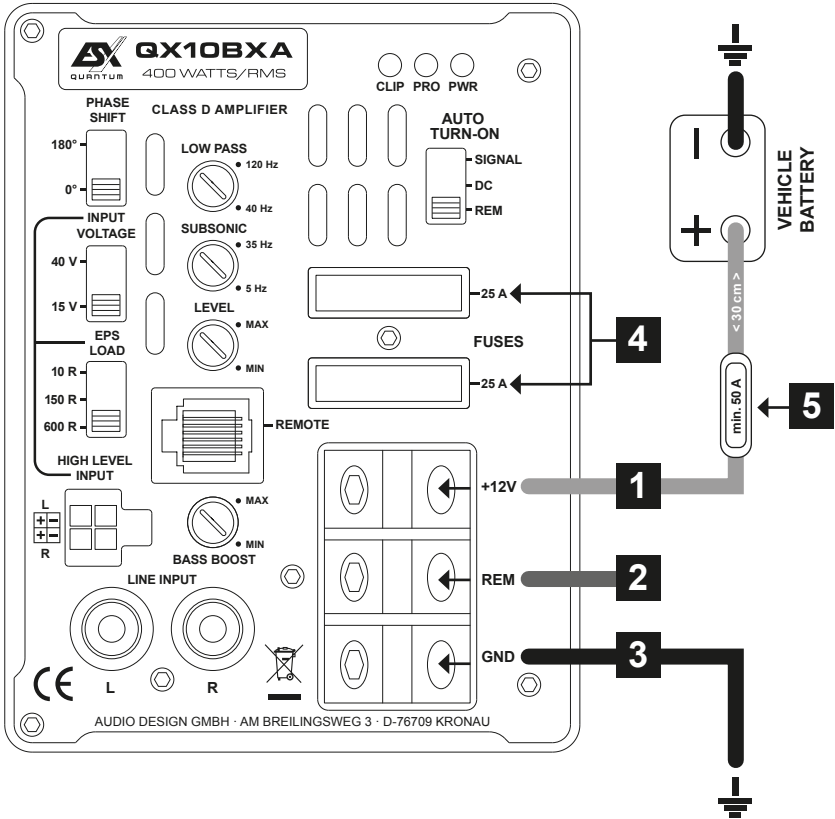 ESX
QUANTUM
QX10BXA
400 WATTS/RMS
CLIP PRO PWR
PHASE
SHIFT
180°
0°
CLASS D AMPLIFIER
LOW PASS
120 Hz
40 Hz
AUTO
TURN-ON
SIGNAL
DC
REM
INPUT
VOLTAGE
40 V
15 V
SUBSONIC
35 Hz
5 Hz
LEVEL
MAX
MIN
EPS
LOAD
10 R
150 R
600 R
25 A
FUSES
25 A
4
REMOTE
HIGH LEVEL
INPUT
L
+ −
+ −
R
MAX
MIN
BASS BOOST
LINE INPUT
L R
+12V
1
REM
2
GND
3
CE
AUDIO DESIGN GMBH · AM BREILINGSWEG 3 · D-76709 KRONAU
−
+
VEHICLE
BATTERY
< 30 cm >
min. 50 A
5